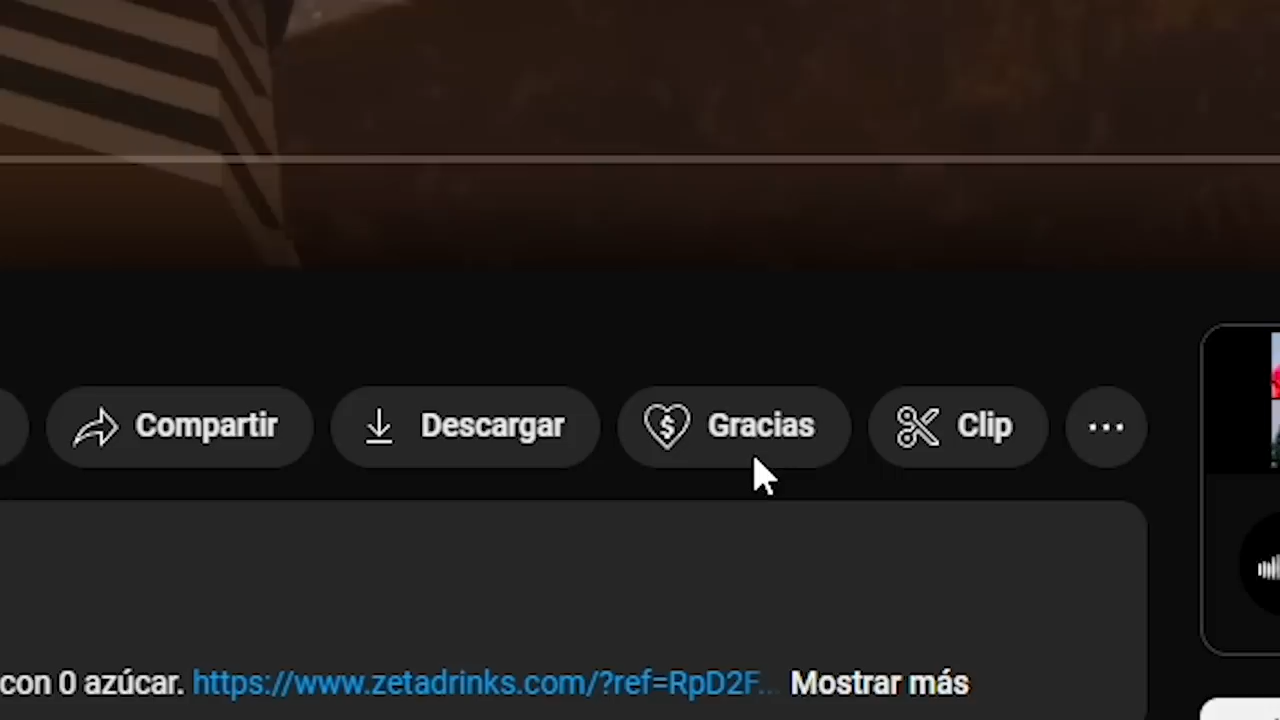 Compartir Descargar Gracias Clip
con 0 azúcar. https://www.zetadrinks.com/?ref=RpD2F... Mostrar más